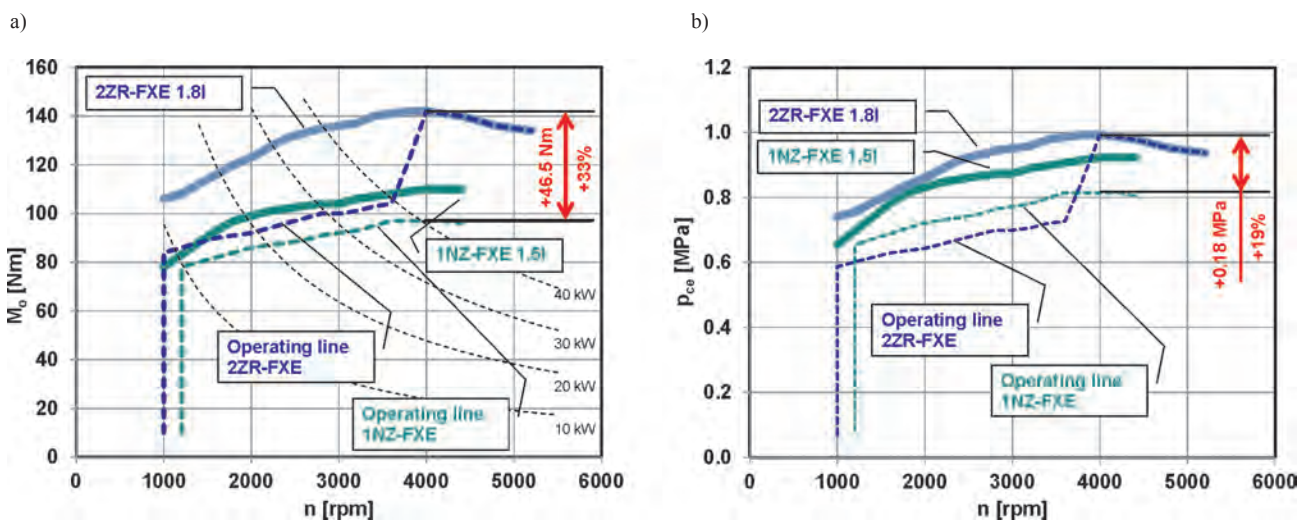 a)
160
140
120
100
80
60
40
20
0
Mo [Nm]
0 1000 2000 3000 4000 5000 6000
n [rpm]
2ZR-FXE 1.8l
1NZ-FXE 1.5l
Operating line
2ZR-FXE
Operating line
1NZ-FXE
40 kW
30 kW
20 kW
10 kW
+46.5 Nm
+33%
b)
1.2
1.0
0.8
0.6
0.4
0.2
0.0
pce [MPa]
0 1000 2000 3000 4000 5000 6000
n [rpm]
2ZR-FXE 1.8l
1NZ-FXE 1,5l
Operating line
2ZR-FXE
Operating line
1NZ-FXE
+0,18 MPa
+19%